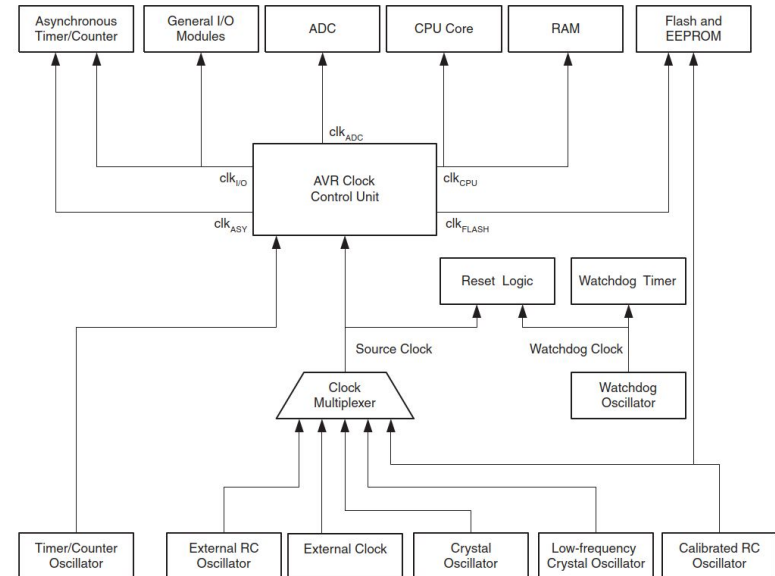 Asynchronous
Timer/Counter
General I/O
Modules
ADC
CPU Core
RAM
Flash and
EEPROM
clkADC
clkI/O
AVR Clock
Control Unit
clkCPU
clkASY
clkFLASH
Reset Logic
Watchdog Timer
Source Clock
Watchdog Clock
Clock
Multiplexer
Watchdog
Oscillator
Timer/Counter
Oscillator
External RC
Oscillator
External Clock
Crystal
Oscillator
Low-frequency
Crystal Oscillator
Calibrated RC
Oscillator